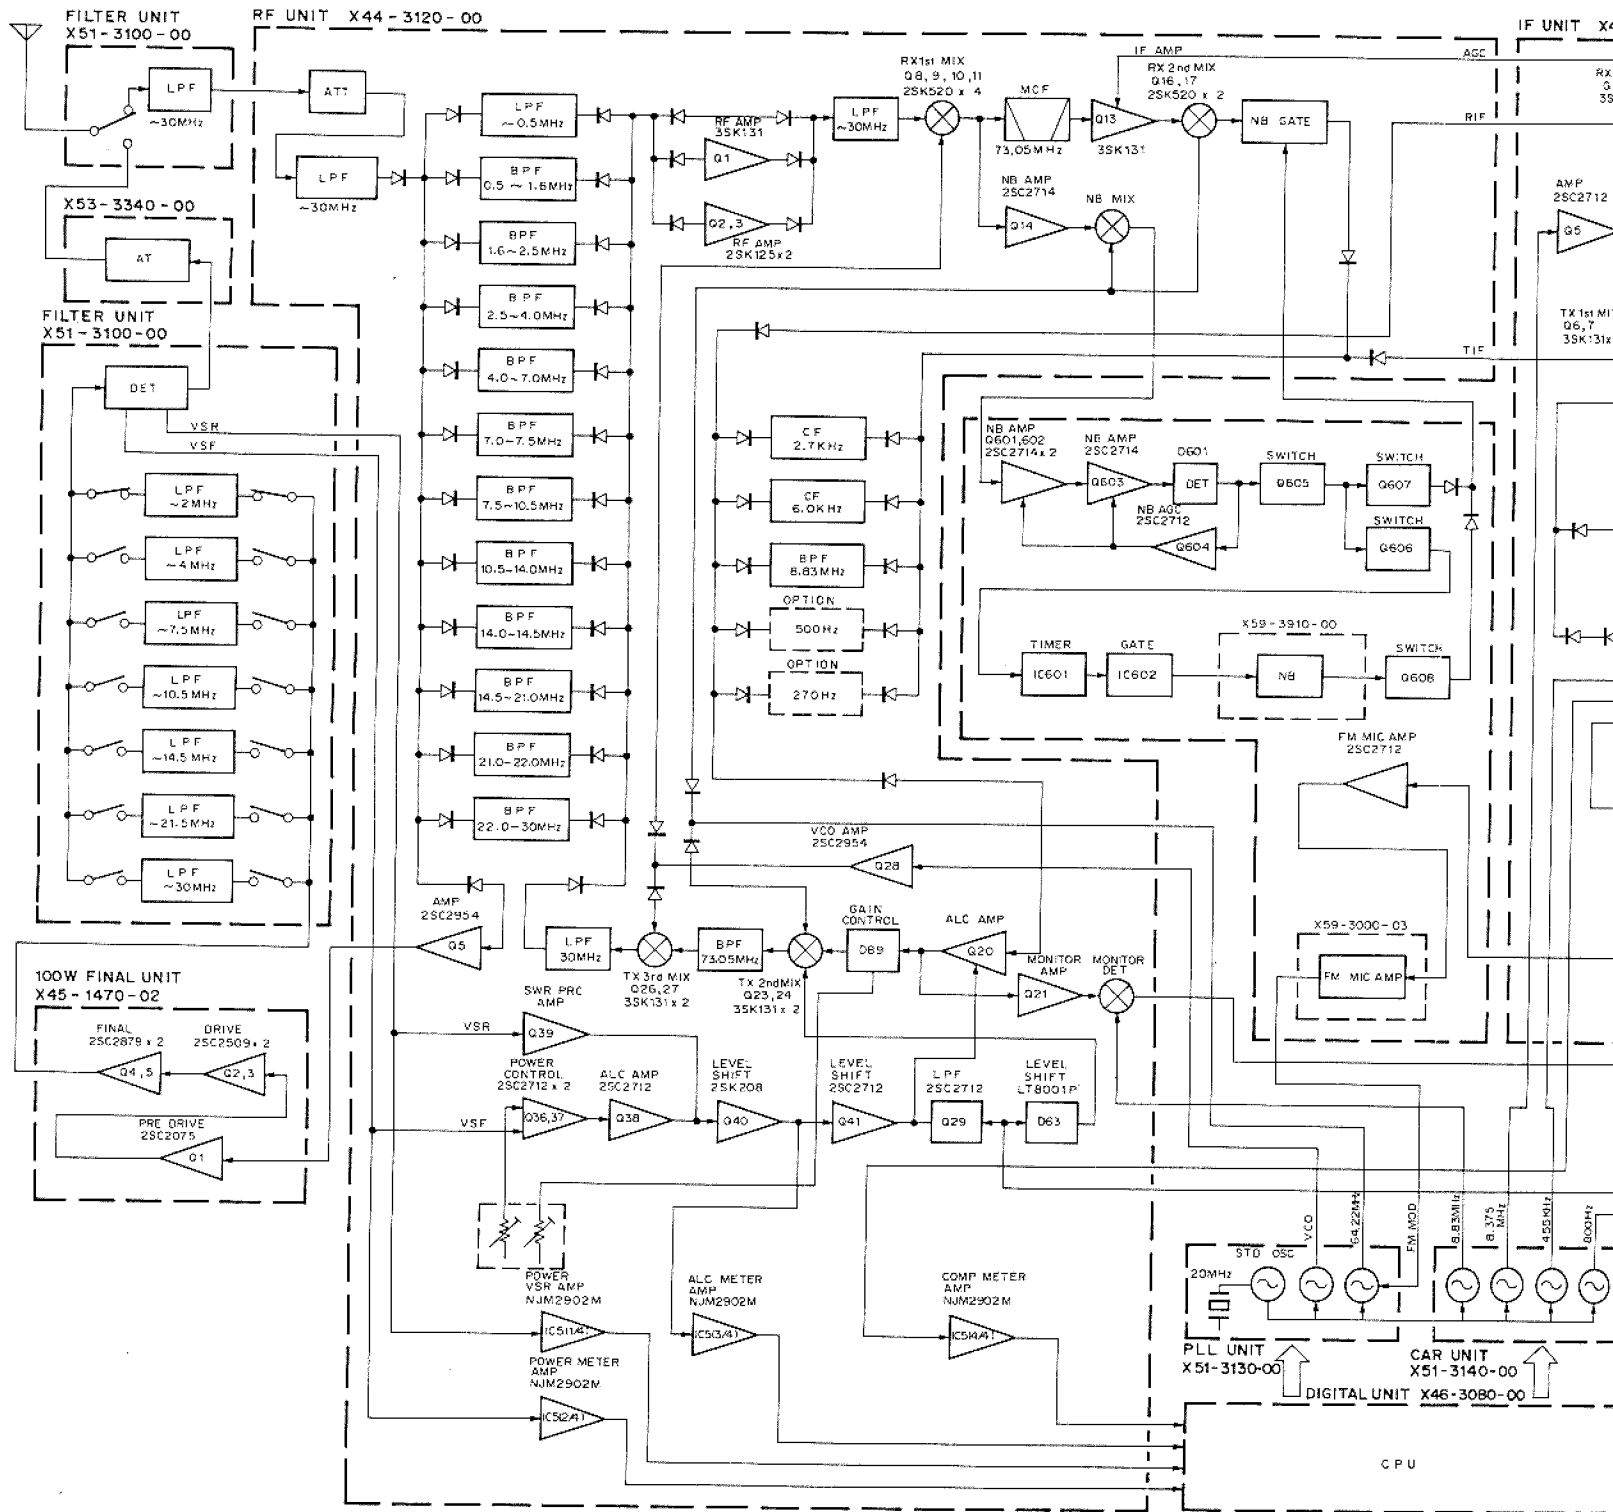 FILTER UNIT
X51-3100-00
LPF
~30MHz
RF UNIT X44-3120-00
ATT
LPF
~30MHz
X53-3340-00
AT
FILTER UNIT
X51-3100-00
DET
VSR
VSF
LPF
~2MHz
LPF
~4MHz
LPF
~7.5MHz
LPF
~10.5MHz
LPF
~14.5MHz
LPF
~21.5MHz
LPF
~30MHz
100W FINAL UNIT
X45-1470-02
FINAL
2SC2879 x 2
Q4,5
DRIVE
2SC2509 x 2
Q2,3
PRE DRIVE
2SC2075
Q1
LPF
~0.5MHz
BPF
0.5~1.6MHz
BPF
1.6~2.5MHz
BPF
2.5~4.0MHz
BPF
4.0~7.0MHz
BPF
7.0-7.5MHz
BPF
7.5~10.5MHz
BPF
10.5-14.0MHz
BPF
14.0-14.5MHz
BPF
14.5~21.0MHz
BPF
21.0-22.0MHz
BPF
22.0-30MHz
AMP
2SC2954
Q5
RF AMP
3SK131
Q1
Q2,3
RF AMP
2SK125x2
LPF
~30MHz
RX1st MIX
Q8, 9, 10, 11
2SK520 x 4
MCF
73.05MHz
IF AMP
Q13
3SK131
RX 2nd MIX
Q16, 17
2SK520 x 2
NB GATE
NB AMP
2SC2714
Q14
NB MIX
AGC
RIF
TIF
IF UNIT X4
AMP
2SC2712
Q5
TX1st MI
Q6,7
3SK131x
CF
2.7KHz
CF
6.0KHz
BPF
8.83MHz
OPTION
500Hz
OPTION
270Hz
NB AMP
Q601,602
2SC2714x2
NB AMP
2SC2714
Q603
D601
DET
SWITCH
Q605
SWITCH
Q607
SWITCH
Q606
NB AGC
2SC2712
Q604
TIMER
IC601
GATE
IC602
X59-3910-00
NB
SWITCH
Q608
FM MIC AMP
2SC2712
X59-3000-03
FM MIC AMP
VCO AMP
2SC2954
Q28
LPF
30MHz
TX 3rd MIX
Q26,27
3SK131x2
BPF
73.05MHz
TX 2nd MIX
Q23,24
3SK131 x 2
GAIN
CONTROL
D89
ALC AMP
Q20
MONITOR
AMP
Q21
MONITOR
DET
SWR PRC
AMP
VSR
Q39
POWER
CONTROL
2SC2712 x 2
VSF
Q36,37
ALC AMP
2SC2712
Q38
LEVEL
SHIFT
2SK208
Q40
LEVEL
SHIFT
2SC2712
Q41
LPF
2SC2712
Q29
LEVEL
SHIFT
LT8001P
D63
POWER
VSR AMP
NJM2902M
IC5(1/4)
POWER METER
AMP
NJM2902M
IC5(2/4)
ALC METER
AMP
NJM2902M
IC5(3/4)
COMP METER
AMP
NJM2902M
IC5(4/4)
STD OSC
20MHz
VCO
64.22MHz
FM MOD
8.83MHz
8.375
MHz
455KHz
800Hz
PLL UNIT
X51-3130-00
CAR UNIT
X51-3140-00
DIGITAL UNIT X46-3080-00
CPU